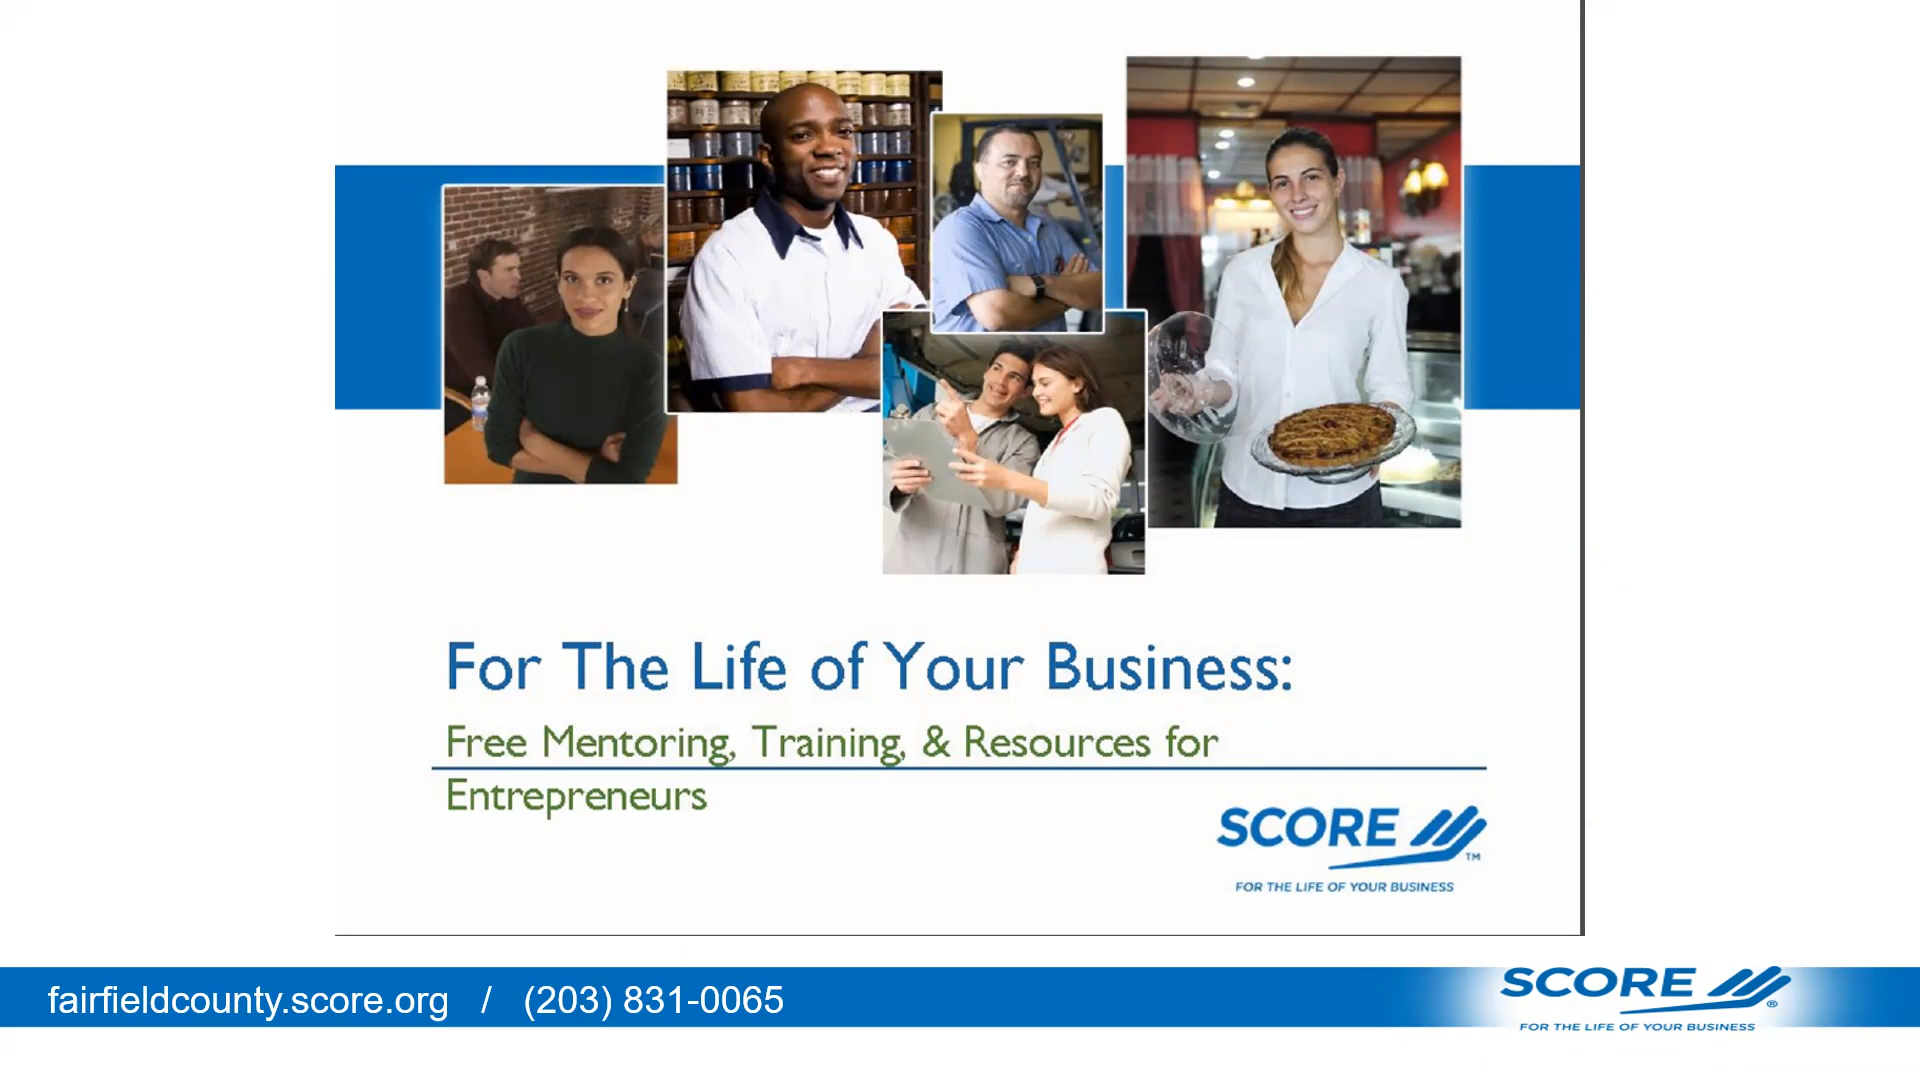 For The Life of Your Business:
Free Mentoring, Training, & Resources for
Entrepreneurs
SCORE TM
FOR THE LIFE OF YOUR BUSINESS
fairfieldcounty.score.org / (203) 831-0065
SCORE ®
FOR THE LIFE OF YOUR BUSINESS